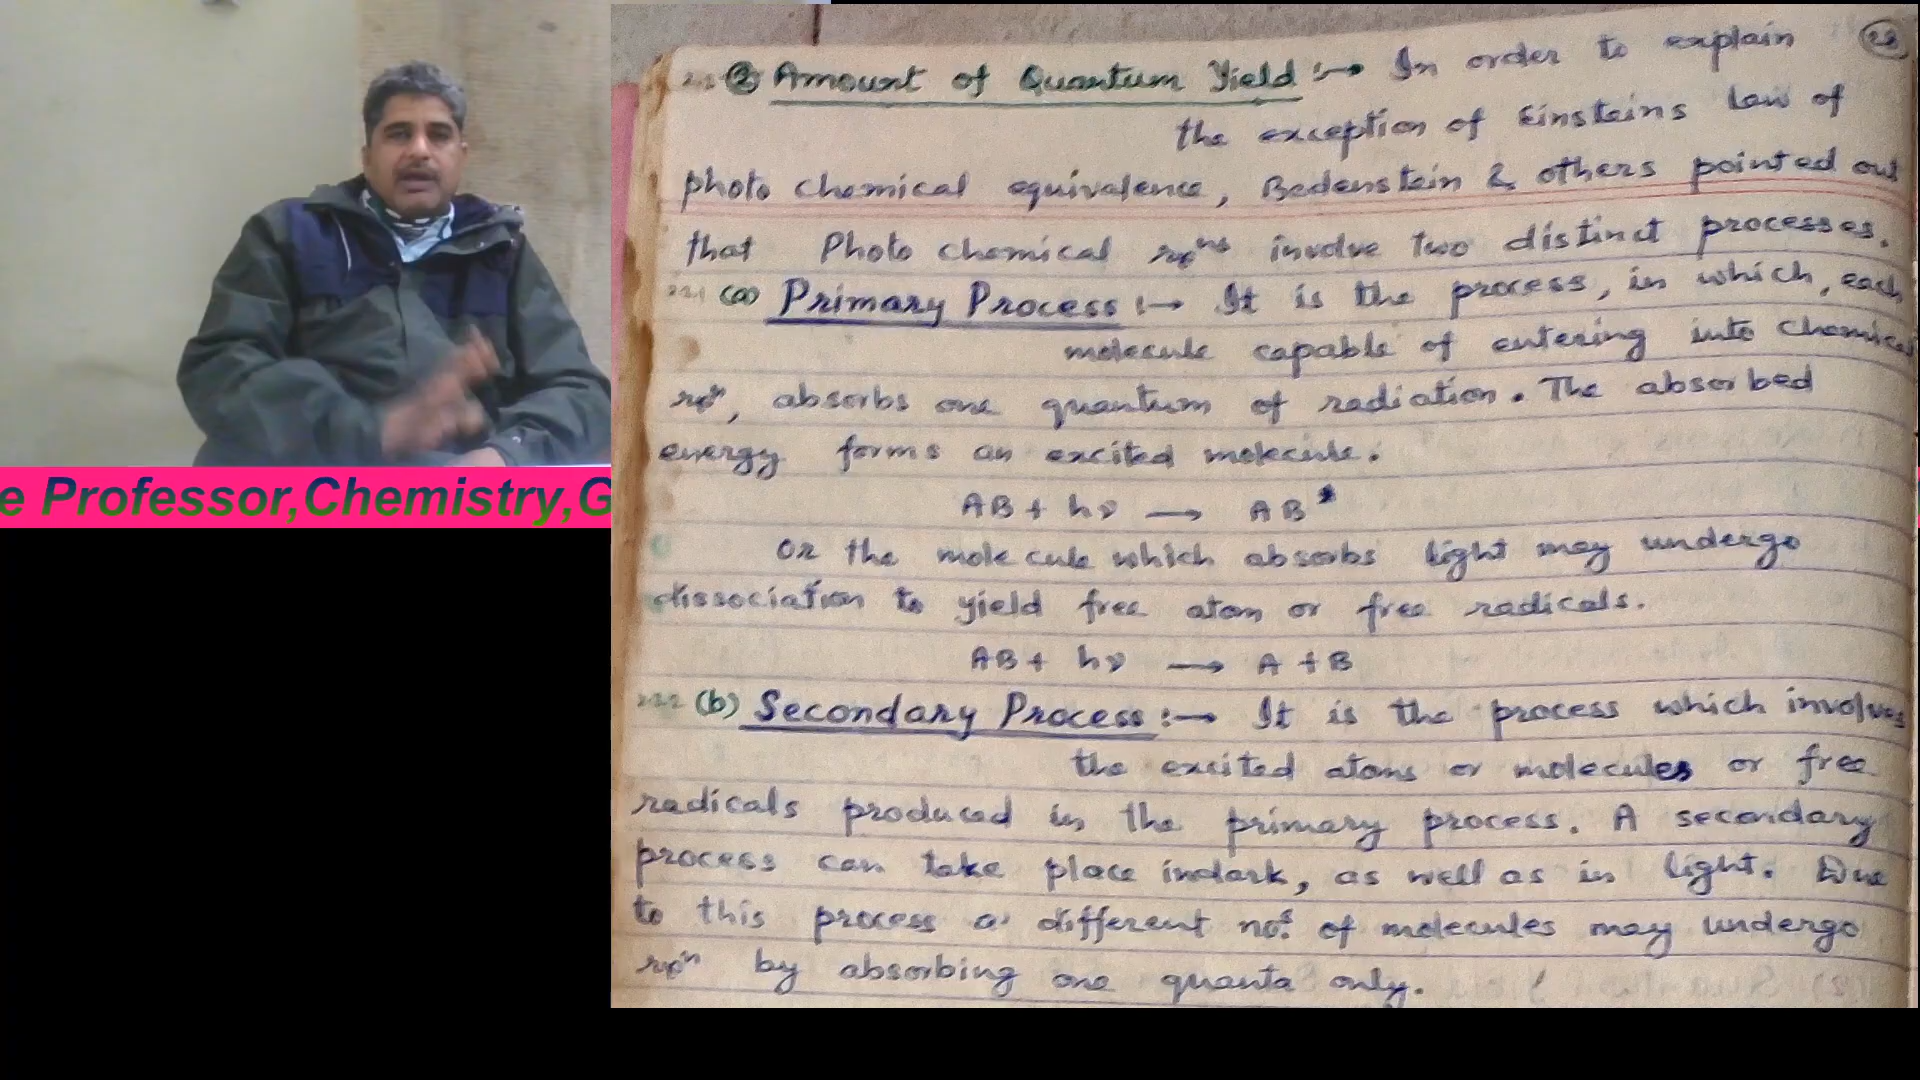 e Professor,Chemistry,G
28
② Amount of Quantum Yield :→ In order to explain
the exception of Einsteins law of
photo chemical equivalence, Bodenstein & others pointed out
that Photo chemical rxns involve two distinct processes.
(a) Primary Process :→ It is the process, in which, each
molecule capable of entering into chemical
rxn, absorbs one quantum of radiation. The absorbed
energy forms an excited molecule.
AB + hν → AB*
or the mole cule which absorbs light may undergo
dissociation to yield free atom or free radicals.
AB + hν → A + B
(b) Secondary Process :→ It is the process which involves
the excited atoms or molecules or free
radicals produced in the primary process. A secondary
process can take place indark, as well as in light. Due
to this process a different nos. of molecules may undergo
rxn by absorbing one quanta only.